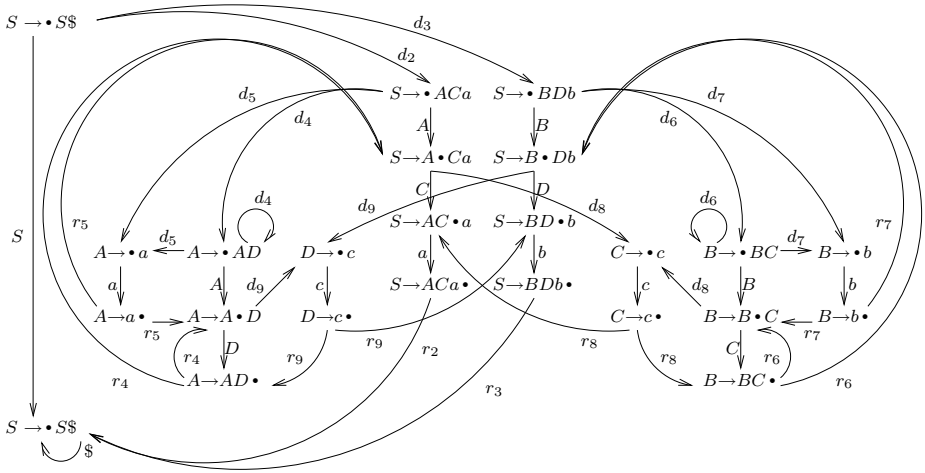 S → • S$
d3
d2
S→• ACa S→• BDb
d5 d4 d6 d7
A B
S→A • Ca S→B • Db
C D
r5 d4 d9 d8 d6 r7
S→AC • a S→BD • b
S
A→• a d5 A→• AD D→• c C→• c B→• BC d7 B→• b
a b
S→ACa• S→BDb•
a A d9 c c d8 B b
A→a• r5 A→A • D D→c• C→c• B→B • C r7 B→b•
D r9 r2 r8 C
r4 r4 r9 r8 r6 r6
A→AD • B→BC •
r3
S → • S$
$